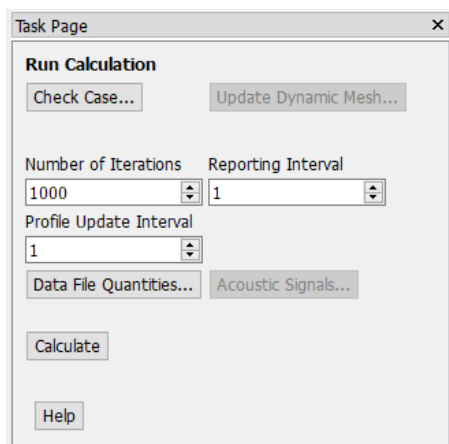 Task Page
Run Calculation
Check Case... Update Dynamic Mesh...
Number of Iterations Reporting Interval
1000 1
Profile Update Interval
1
Data File Quantities... Acoustic Signals...
Calculate
Help